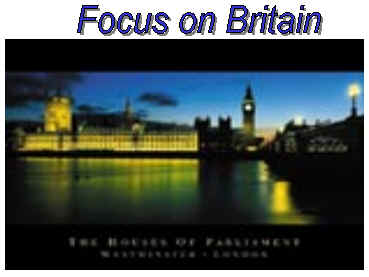 Focus on Britain
THE HOUSES OF PARLIAMENT
WESTMINSTER · LONDON